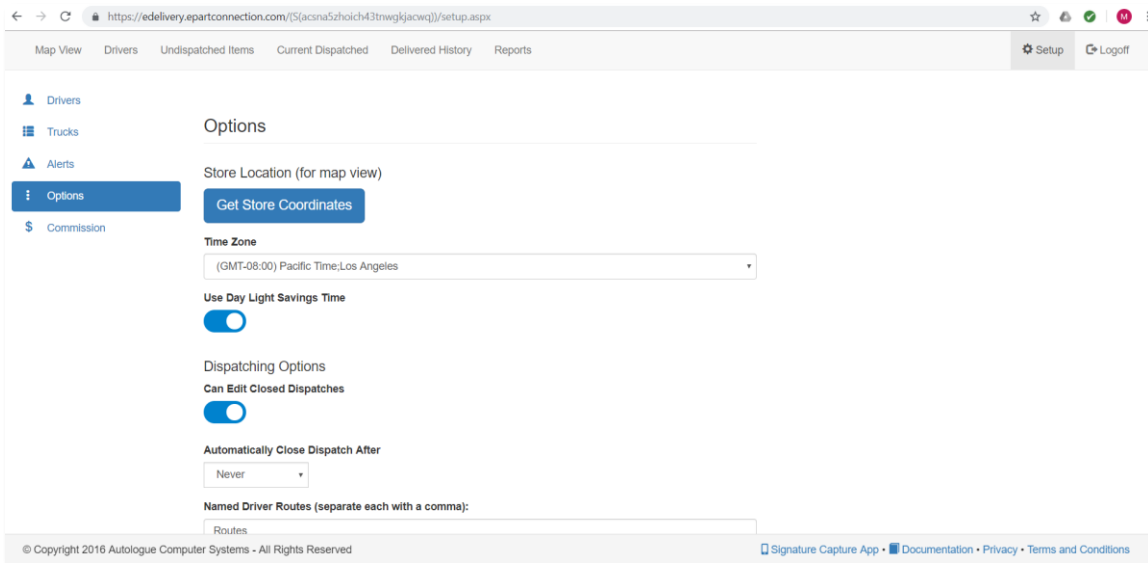 https://edelivery.epartconnection.com/(S(acsna5zhoich43tnwgkjacwq))/setup.aspx
M
Map View Drivers Undispatched Items Current Dispatched Delivered History Reports Setup Logoff
Drivers
Trucks
Alerts
Options
$ Commission
Options
Store Location (for map view)
Get Store Coordinates
Time Zone
(GMT-08:00) Pacific Time;Los Angeles
Use Day Light Savings Time
Dispatching Options
Can Edit Closed Dispatches
Automatically Close Dispatch After
Never
Named Driver Routes (separate each with a comma):
Routes
© Copyright 2016 Autologue Computer Systems - All Rights Reserved Signature Capture App • Documentation • Privacy • Terms and Conditions